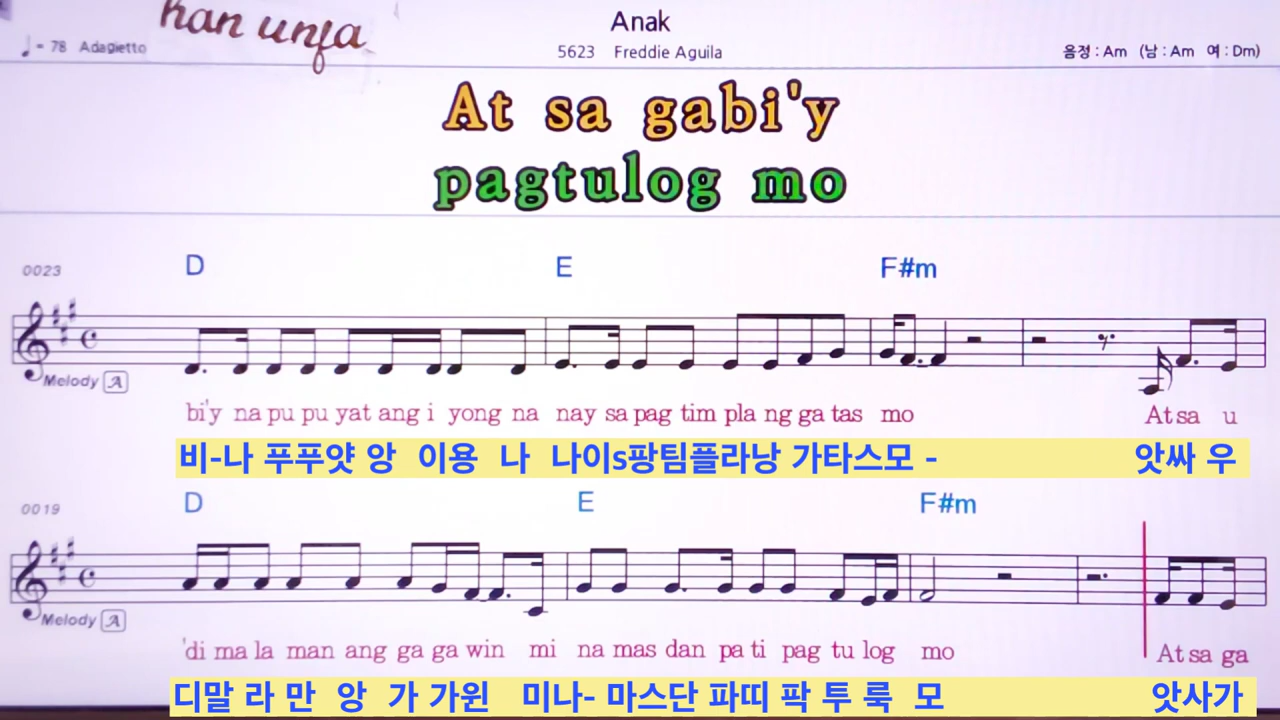 han unfa
Anak
♩= 78 Adagietto
5623 Freddie Aguila
음정 : Am (남 : Am 여 : Dm)
At sa gabi'y
pagtulog mo
0023
D E F#m
Melody A
bi'y na pu pu yat ang i yong na nay sa pag tim pla ng ga tas mo At sa u
비-나 푸푸얏 앙 이용 나 나이s팡팀플라낭 가타스모 - 앗싸 우
0019
D E F#m
Melody A
'di ma la man ang ga ga win mi na mas dan pa ti pag tu log mo At sa ga
디말 라 만 앙 가 가윈 미나- 마스단 파띠 팍 투 룩 모 앗사가